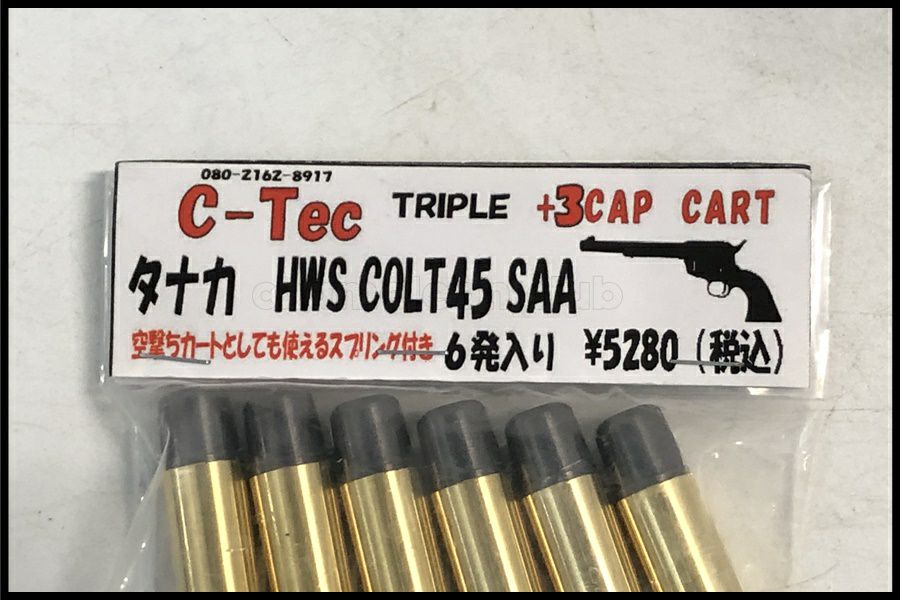 080-2162-8917
C-Tec TRIPLE +3CAP CART
タナカ HWS COLT45 SAA
空撃ちカートとしても使えるスプリング付き 6発入り ¥5280 (税込)